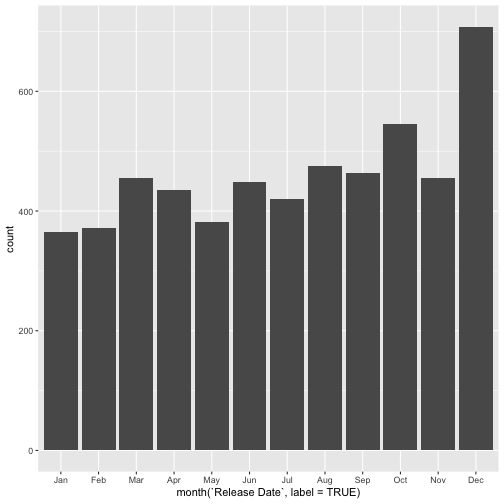 600
400
200
0
count
Jan Feb Mar Apr May Jun Jul Aug Sep Oct Nov Dec
month(`Release Date`, label = TRUE)